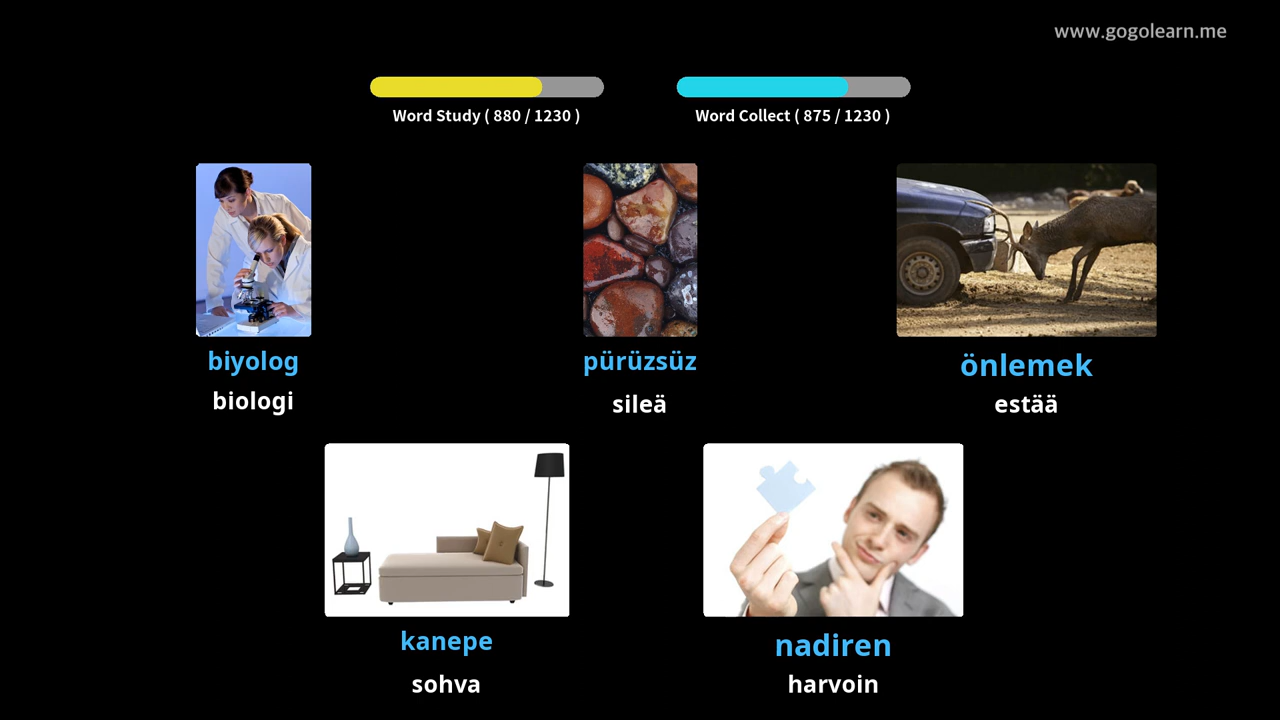 www.gogolearn.me
Word Study ( 880 / 1230 )
Word Collect ( 875 / 1230 )
biyolog
biologi
pürüzsüz
sileä
önlemek
estää
kanepe
sohva
nadiren
harvoin